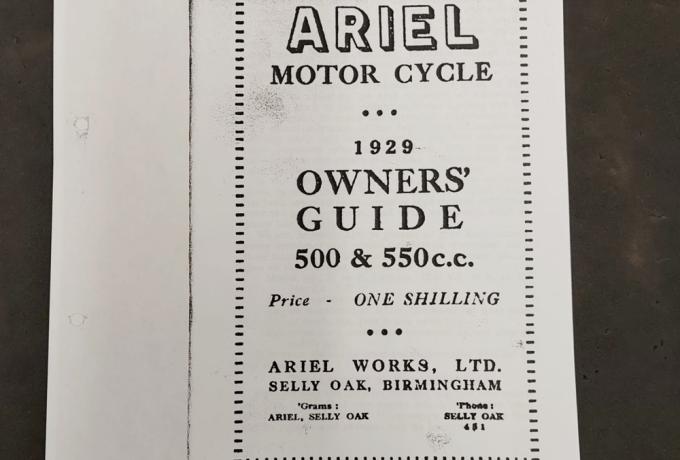 ARIEL
MOTOR CYCLE
1929
OWNERS'
GUIDE
500 & 550c.c.
Price - ONE SHILLING
ARIEL WORKS, LTD.
SELLY OAK, BIRMINGHAM
'Grams : 'Phone :
ARIEL, SELLY OAK SELLY OAK
451